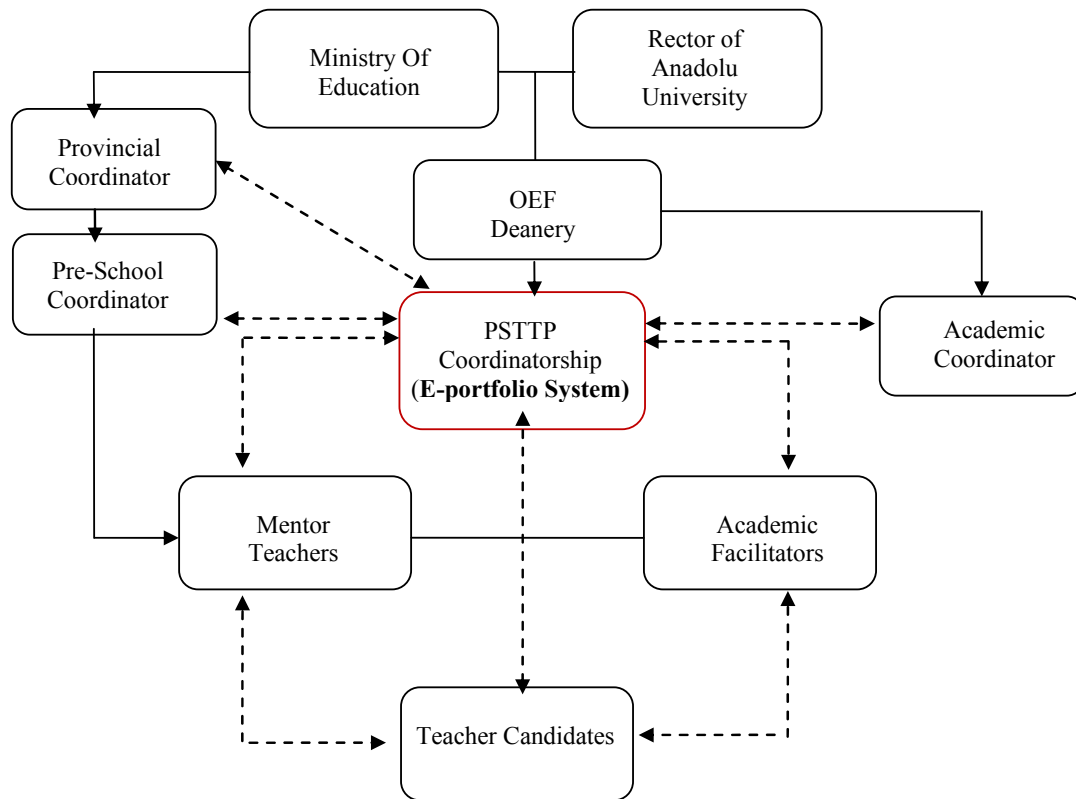 Ministry Of
Education
Rector of
Anadolu
University
Provincial
Coordinator
OEF
Deanery
Pre-School
Coordinator
PSTTP
Coordinatorship
(E-portfolio System)
Academic
Coordinator
Mentor
Teachers
Academic
Facilitators
Teacher Candidates